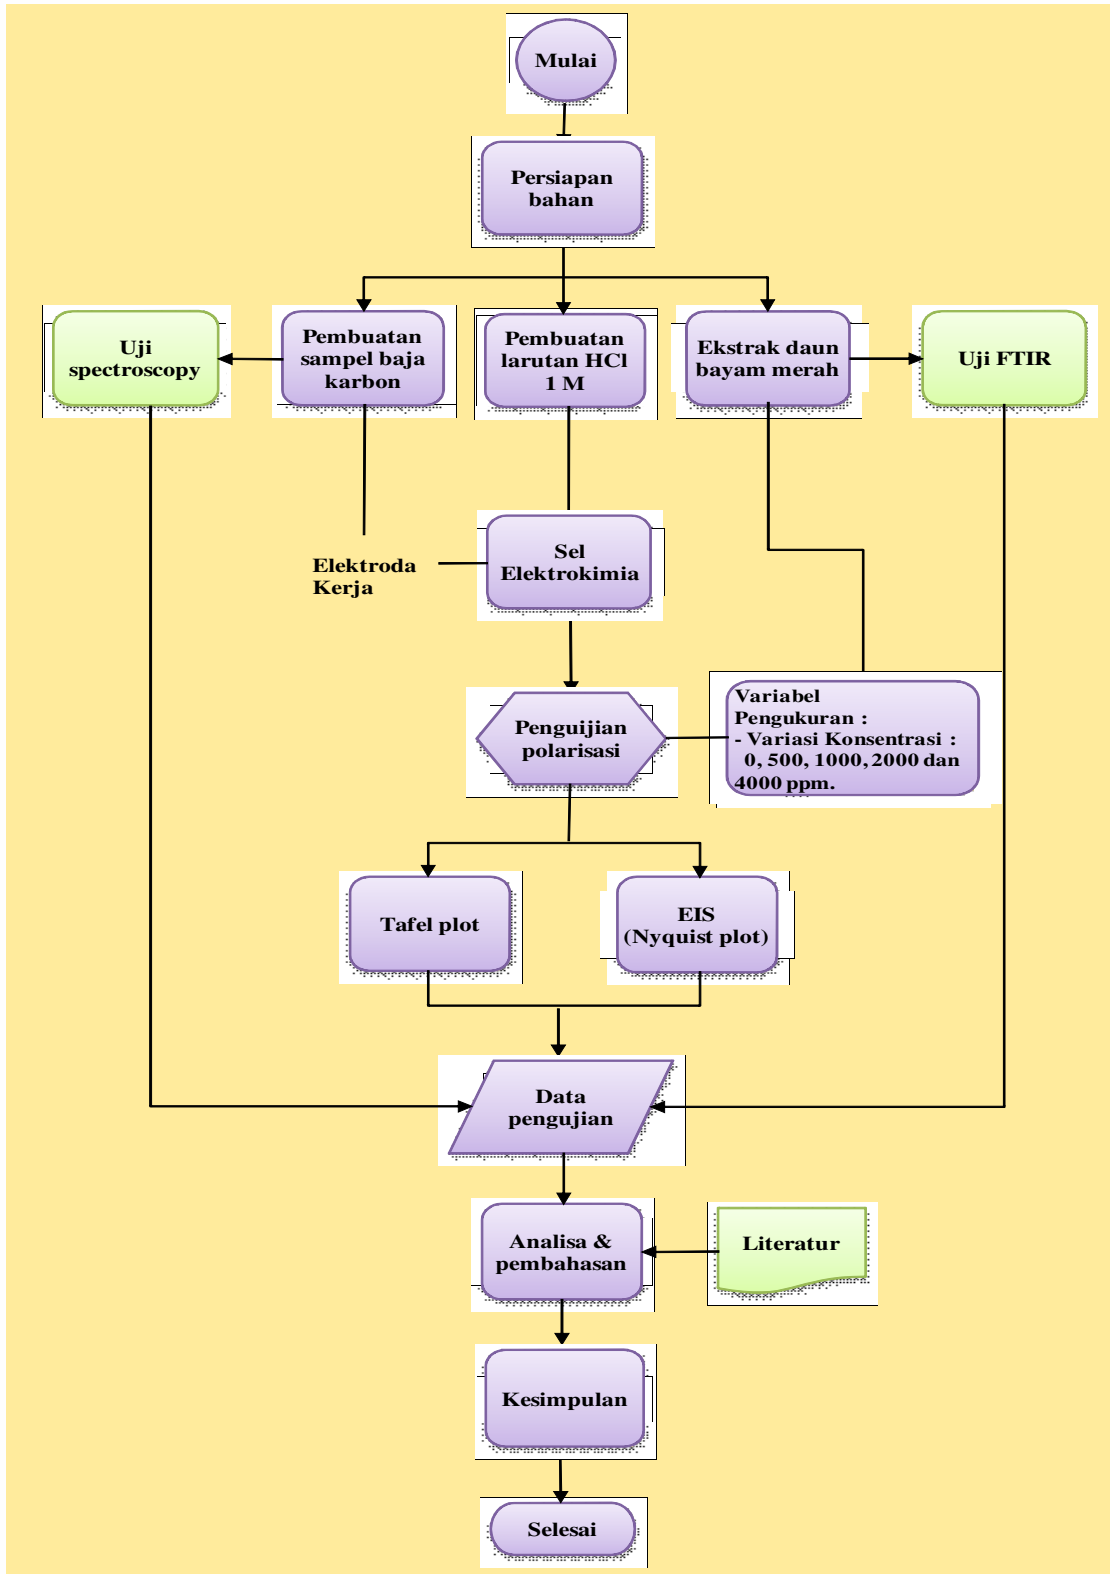 Mulai
Persiapan
bahan
Uji
spectroscopy
Pembuatan
sampel baja
karbon
Pembuatan
larutan HCl
1 M
Ekstrak daun
bayam merah
Uji FTIR
Elektroda
Kerja
Sel
Elektrokimia
Penguijian
polarisasi
Variabel
Pengukuran :
- Variasi Konsentrasi :
0, 500, 1000, 2000 dan
4000 ppm.
Tafel plot
EIS
(Nyquist plot)
Data
pengujian
Analisa &
pembahasan
Literatur
Kesimpulan
Selesai